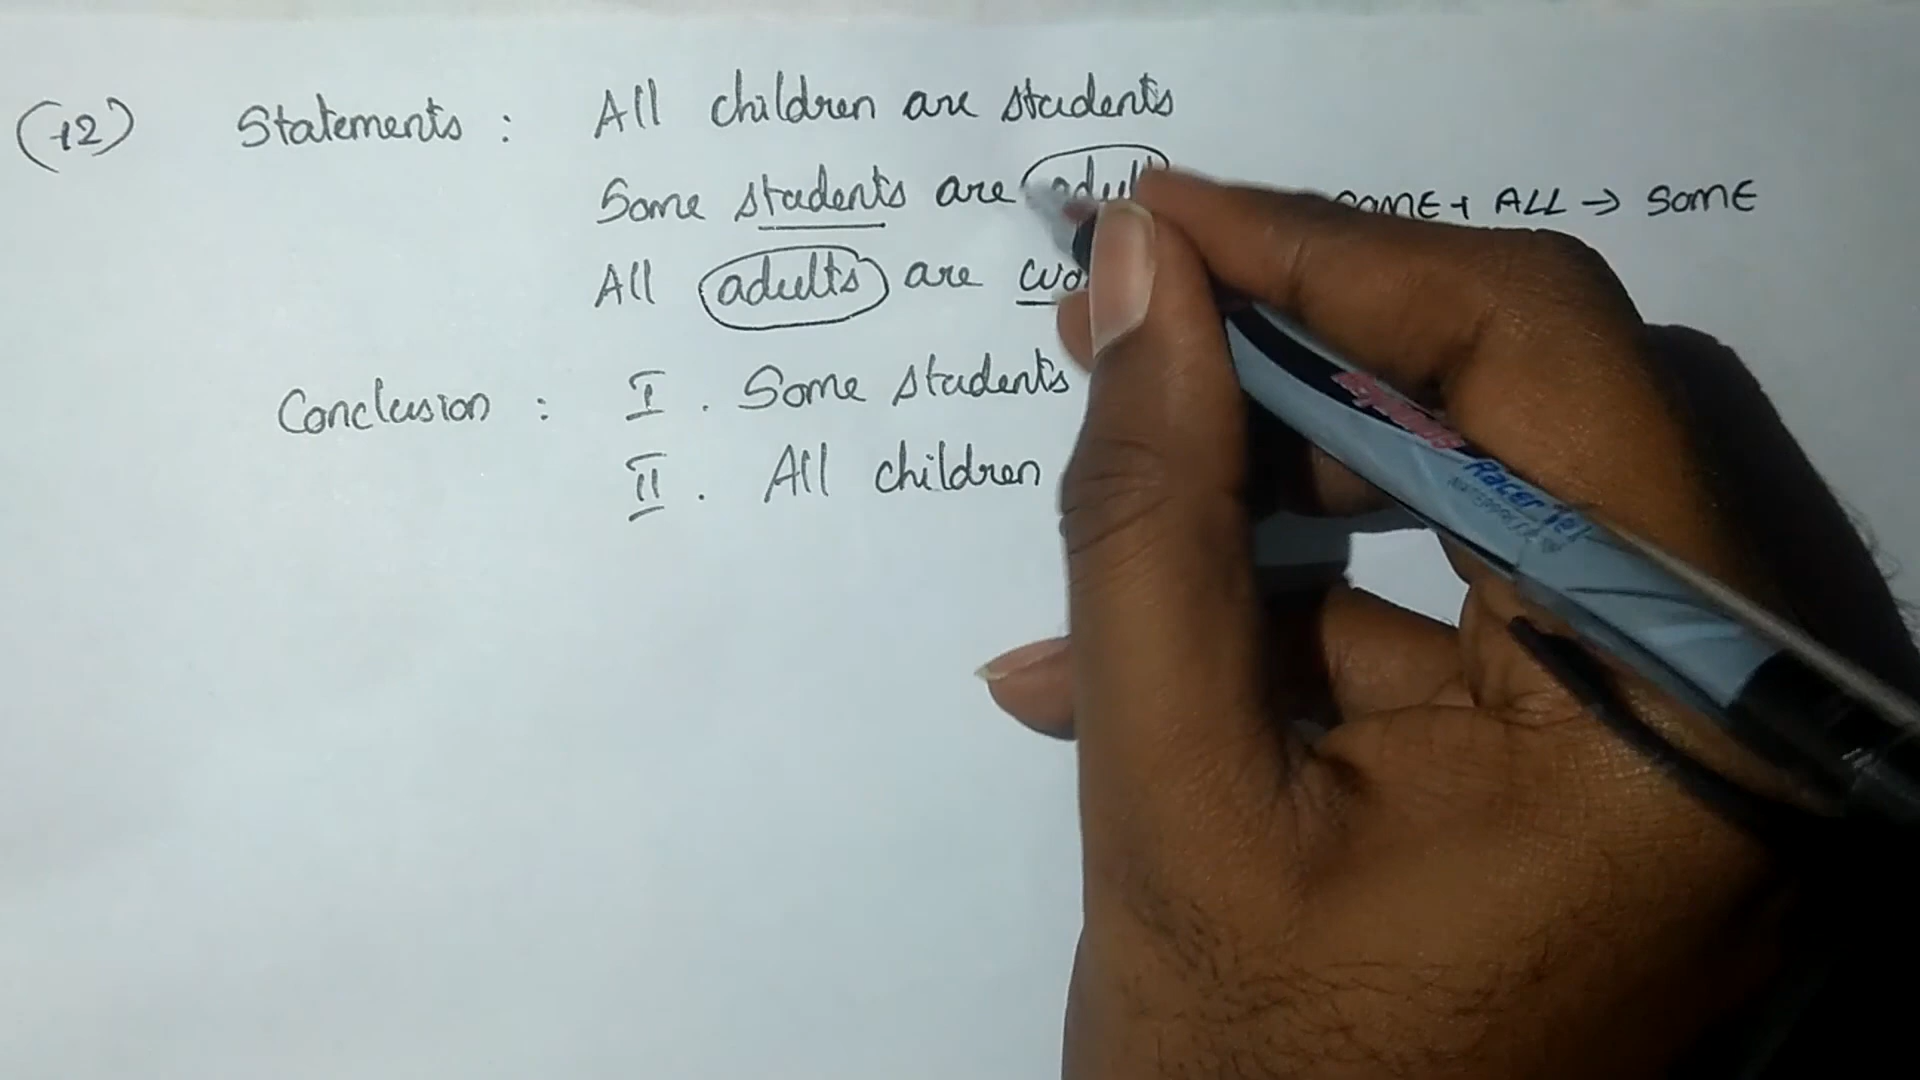 (12) Statements : All children are students
Some students are
SOME + ALL → SOME
All adults are
Conclusion : I . Some students
II . All children
Racer Gel